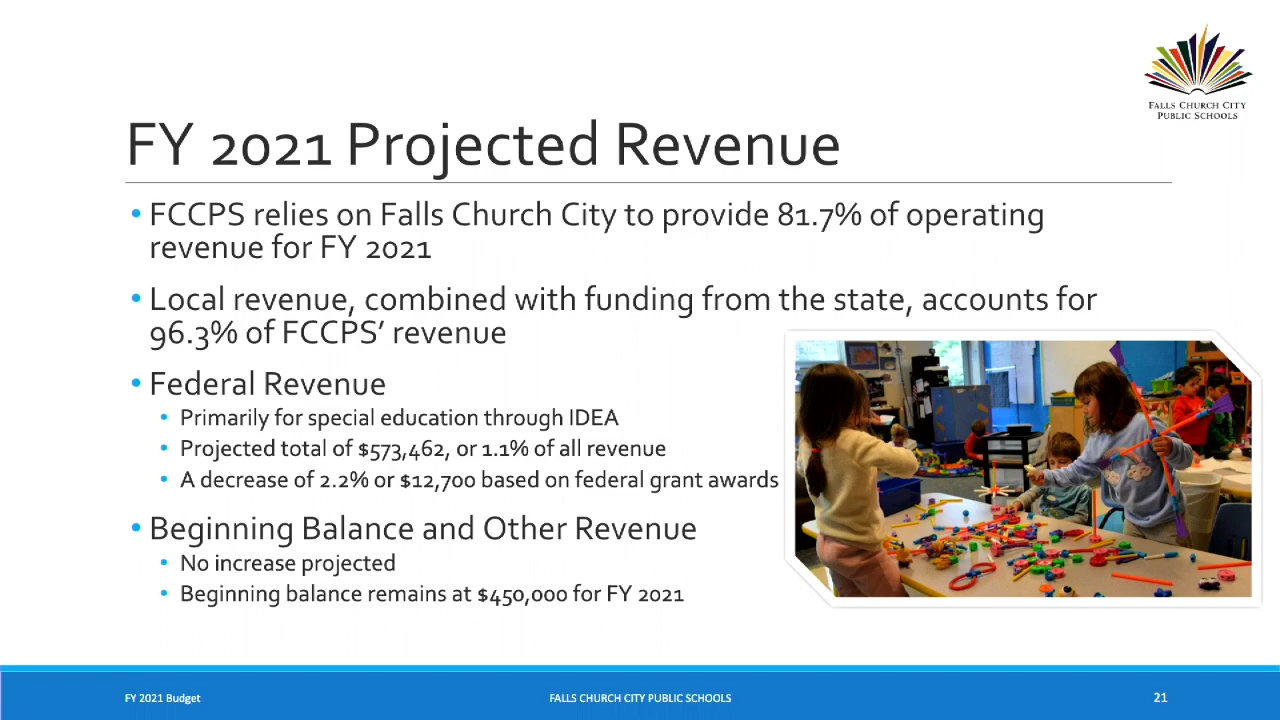 FALLS CHURCH CITY
PUBLIC SCHOOLS
FY 2021 Projected Revenue
• FCCPS relies on Falls Church City to provide 81.7% of operating
revenue for FY 2021
• Local revenue, combined with funding from the state, accounts for
96.3% of FCCPS’ revenue
• Federal Revenue
• Primarily for special education through IDEA
• Projected total of $573,462, or 1.1% of all revenue
• A decrease of 2.2% or $12,700 based on federal grant awards
• Beginning Balance and Other Revenue
• No increase projected
• Beginning balance remains at $450,000 for FY 2021
FY 2021 Budget
FALLS CHURCH CITY PUBLIC SCHOOLS
21